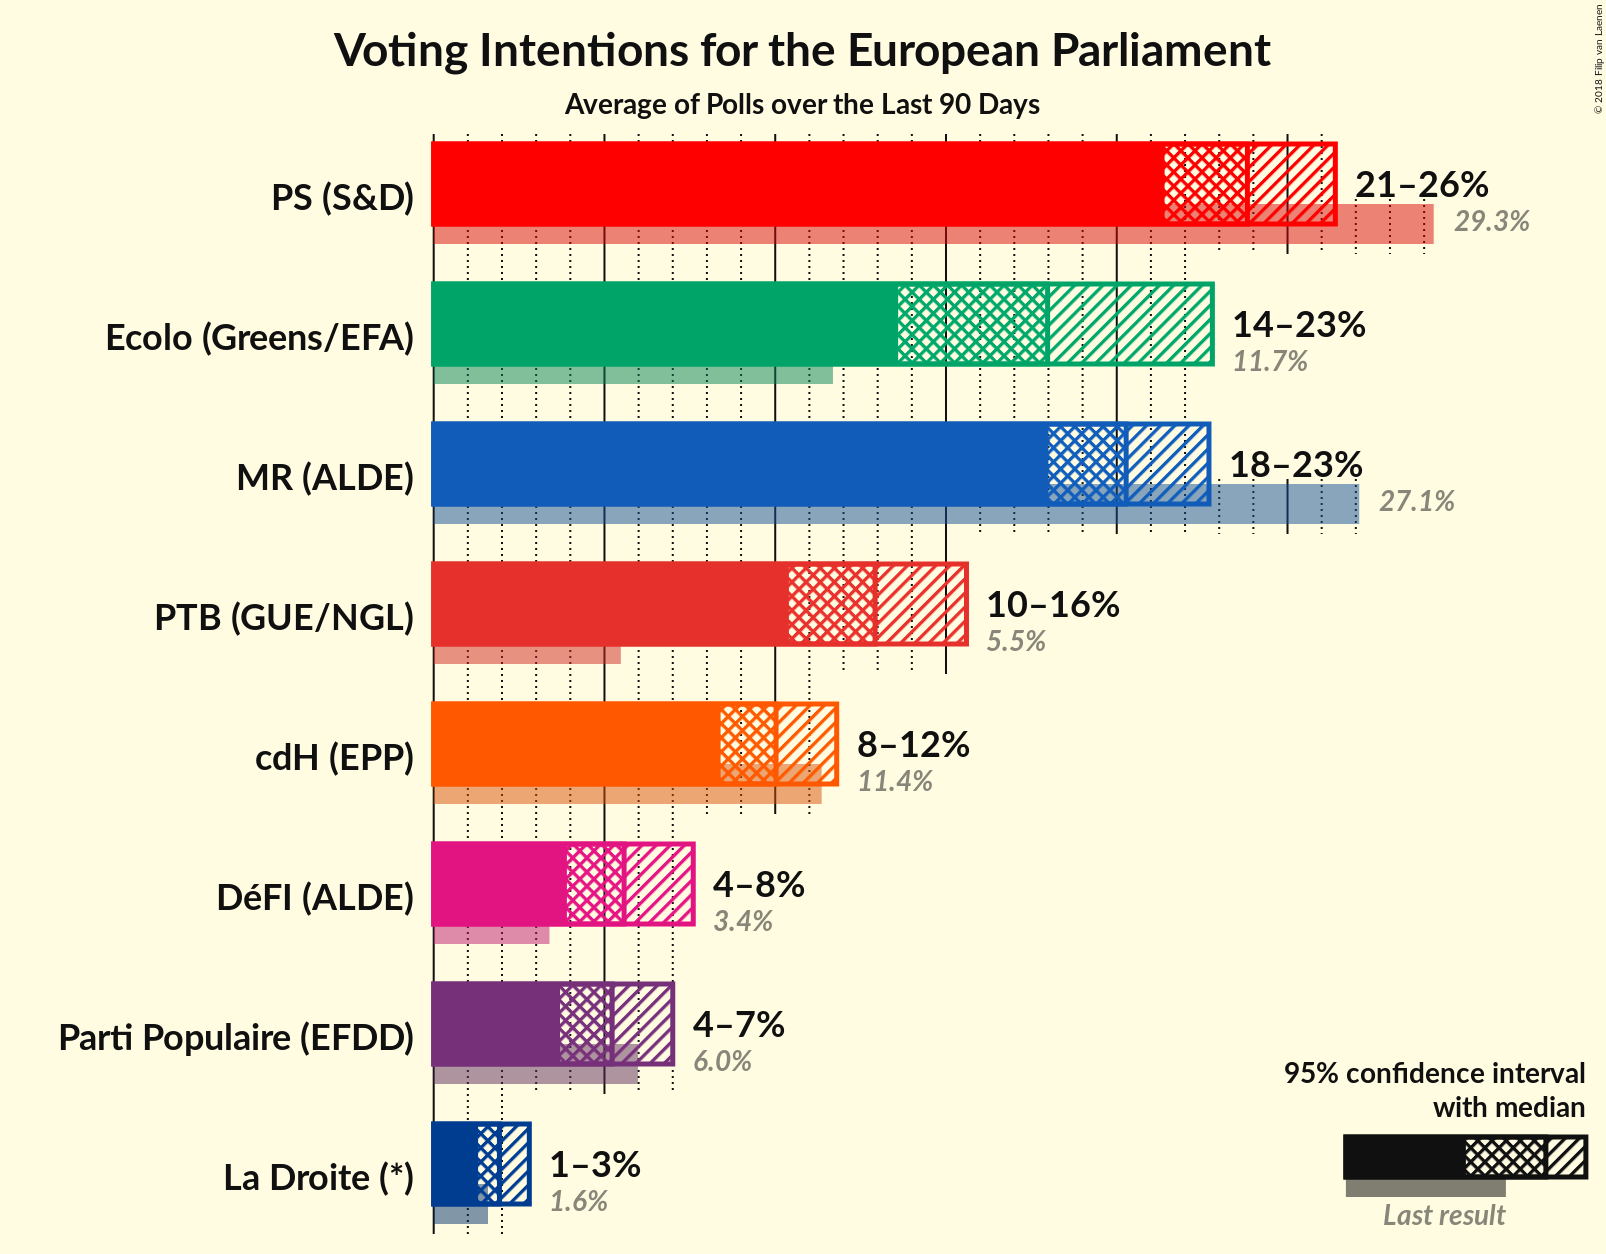 Voting Intentions for the European Parliament
Average of Polls over the Last 90 Days
© 2018 Filip van Laenen
PS (S&D)
21–26%
29.3%
Ecolo (Greens/EFA)
14–23%
11.7%
MR (ALDE)
18–23%
27.1%
PTB (GUE/NGL)
10–16%
5.5%
cdH (EPP)
8–12%
11.4%
DéFI (ALDE)
4–8%
3.4%
Parti Populaire (EFDD)
4–7%
6.0%
La Droite (*)
1–3%
1.6%
95% confidence interval
with median
Last result